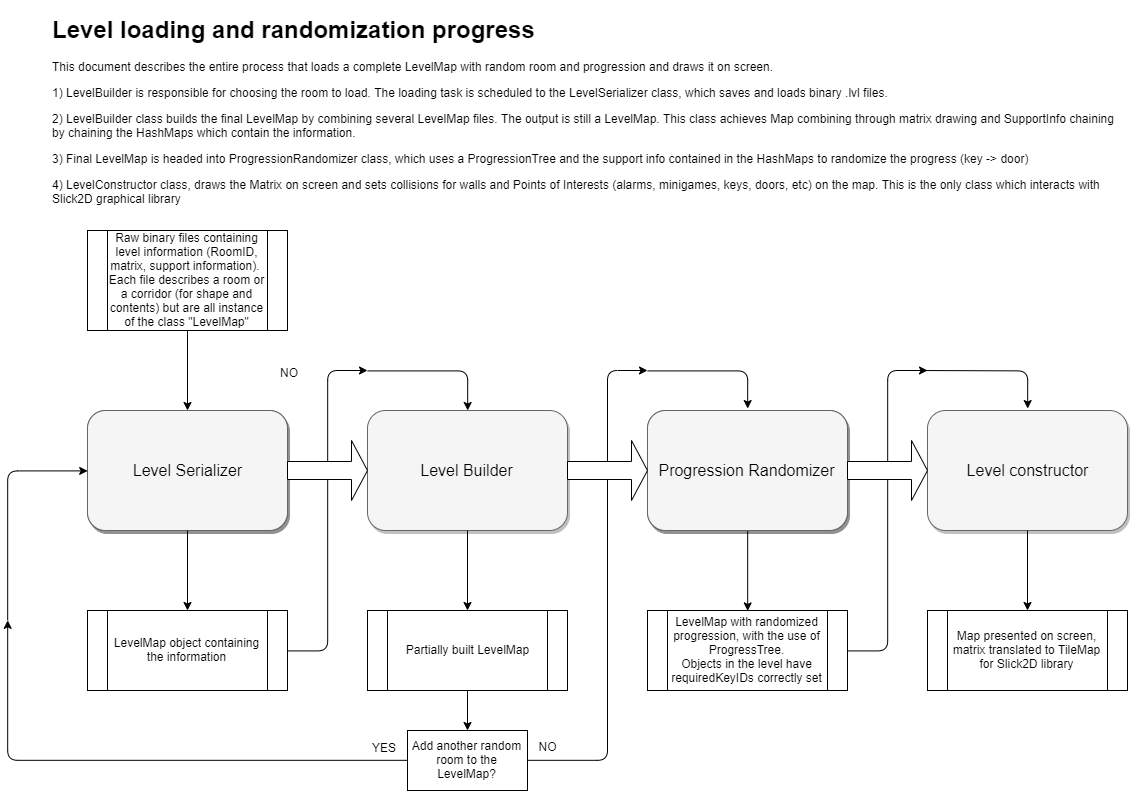 Level loading and randomization progress
This document describes the entire process that loads a complete LevelMap with random room and progression and draws it on screen.
1) LevelBuilder is responsible for choosing the room to load. The loading task is scheduled to the LevelSerializer class, which saves and loads binary .lvl files.
2) LevelBuilder class builds the final LevelMap by combining several LevelMap files. The output is still a LevelMap. This class achieves Map combining through matrix drawing and SupportInfo chaining
by chaining the HashMaps which contain the information.
3) Final LevelMap is headed into ProgressionRandomizer class, which uses a ProgressionTree and the support info contained in the HashMaps to randomize the progress (key -> door)
4) LevelConstructor class, draws the Matrix on screen and sets collisions for walls and Points of Interests (alarms, minigames, keys, doors, etc) on the map. This is the only class which interacts with
Slick2D graphical library
Raw binary files containing
level information (RoomID,
matrix, support information).
Each file describes a room or
a corridor (for shape and
contents) but are all instance
of the class "LevelMap"
NO
Level Serializer
Level Builder
Progression Randomizer
Level constructor
LevelMap object containing
the information
Partially built LevelMap
LevelMap with randomized
progression, with the use of
ProgressTree.
Objects in the level have
requiredKeyIDs correctly set
Map presented on screen,
matrix translated to TileMap
for Slick2D library
YES
Add another random
room to the
LevelMap?
NO